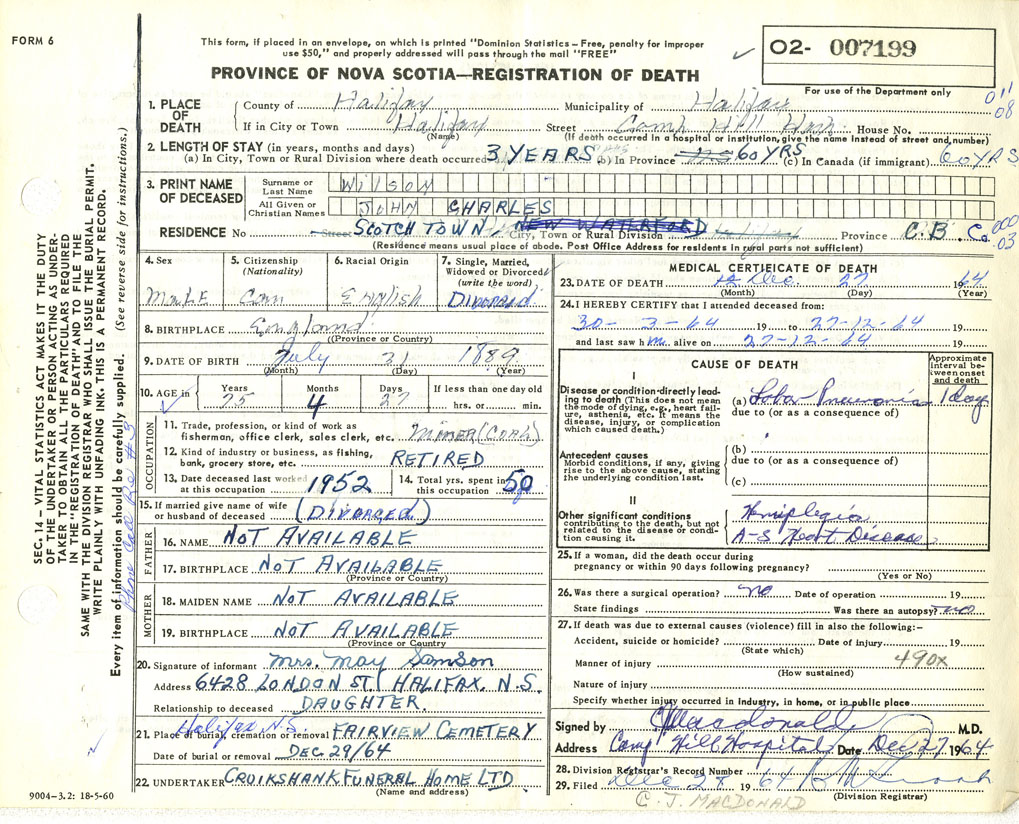 FORM 6
This form, if placed in an envelope, on which is printed "Dominion Statistics – Free, penalty for improper
use $50," and properly addressed will pass through the mail "FREE"
PROVINCE OF NOVA SCOTIA—REGISTRATION OF DEATH
O2- 007199
For use of the Department only
011
08
SEC. 14 – VITAL STATISTICS ACT MAKES IT THE DUTY
OF THE UNDERTAKER OR PERSON ACTING AS UNDER-
TAKER TO OBTAIN ALL THE PARTICULARS REQUIRED
IN THE "REGISTRATION OF DEATH" AND TO FILE THE
SAME WITH THE DIVISION REGISTRAR WHO SHALL ISSUE THE BURIAL PERMIT.
WRITE PLAINLY WITH UNFADING INK. THIS IS A PERMANENT RECORD.
Every item of information should be carefully supplied. (See reverse side for instructions.)
1. PLACE OF DEATH County of Halifax Municipality of Halifax
If in City or Town Halifax Street Camp Hill Hosp House No.
(Name) (If death occurred in a hospital or institution, give the name instead of street and number)
2. LENGTH OF STAY (in years, months and days)
(a) In City, Town or Rural Division where death occurred 3 YEARS (b) In Province 60 YRS (c) In Canada (if immigrant) 60 YRS
3. PRINT NAME OF DECEASED
Surname or Last Name WILSON
All Given or Christian Names JOHN CHARLES
RESIDENCE No Street SCOTCH TOWN, NEW WATERFORD City, Town or Rural Division Province C.B. Co.
000
03
(Residence means usual place of abode. Post Office Address for residents in rural parts not sufficient)
4. Sex MALE
5. Citizenship (Nationality) Can
6. Racial Origin English
7. Single, Married, Widowed or Divorced (write the word) Divorced
8. BIRTHPLACE England
(Province or Country)
9. DATE OF BIRTH July 31 1889
(Month) (Day) (Year)
10. AGE in Years 75 Months 4 Days 27 If less than one day old hrs. or min.
OCCUPATION
11. Trade, profession, or kind of work as fisherman, office clerk, sales clerk, etc. MINER (COAL)
12. Kind of industry or business, as fishing, bank, grocery store, etc. RETIRED
13. Date deceased last worked at this occupation 1952 14. Total yrs. spent in this occupation 50
15. If married give name of wife or husband of deceased (DIVORCED)
FATHER
16. NAME NOT AVAILABLE
17. BIRTHPLACE NOT AVAILABLE
(Province or Country)
MOTHER
18. MAIDEN NAME NOT AVAILABLE
19. BIRTHPLACE NOT AVAILABLE
(Province or Country)
20. Signature of informant Mrs. May Samson
Address 6428 LONDON ST. HALIFAX, N.S.
Relationship to deceased DAUGHTER.
Halifax N.S.
21. Place of burial, cremation or removal FAIRVIEW CEMETERY
Date of burial or removal DEC. 29/64
22. UNDERTAKER CROIKSHANK FUNERAL HOME LTD
(Name and address)
9004–3.2: 18-5-60
MEDICAL CERTIFICATE OF DEATH
23. DATE OF DEATH 12 Dec. 27 1964
(Month) (Day) (Year)
24. I HEREBY CERTIFY that I attended deceased from:
30-3-64 19 to 27-12-64 19
and last saw him alive on 27-12-64 19
CAUSE OF DEATH
Approximate interval between onset and death
I
Disease or condition directly leading to death (This does not mean the mode of dying, e.g., heart failure, asthenia, etc. It means the disease, injury, or complication which caused death.)
(a) Lobar Pneumonia 1 day
due to (or as a consequence of)
Antecedent causes
Morbid conditions, if any, giving rise to the above cause, stating the underlying condition last.
(b)
due to (or as a consequence of)
(c)
II
Other significant conditions contributing to the death, but not related to the disease or condition causing it.
Hemiplegia
A-S Heart Disease
25. If a woman, did the death occur during
pregnancy or within 90 days following pregnancy?
(Yes or No)
26. Was there a surgical operation? no Date of operation 19
State findings Was there an autopsy? no
27. If death was due to external causes (violence) fill in also the following:–
Accident, suicide or homicide? Date of injury 19
(State which)
490X
Manner of injury
(How sustained)
Nature of injury
Specify whether injury occurred in industry, in home, or in public place
Signed by CJ Macdonald M.D.
Address Camp Hill Hospital Date Dec 27 1964
28. Division Registrar's Record Number
29. Filed Dec 28 1964
(Division Registrar)
C. J. MACDONALD